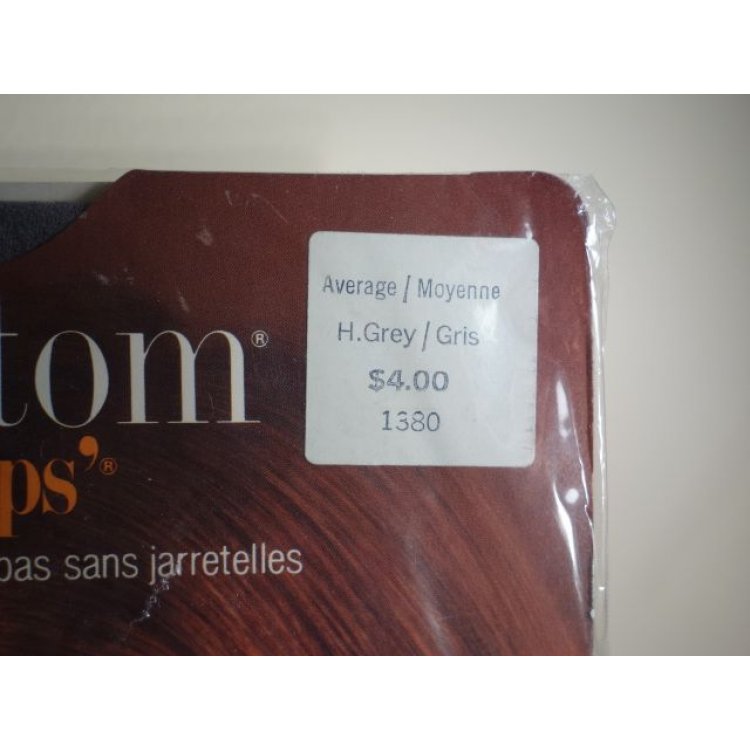 Average / Moyenne
H.Grey / Gris
$4.00
1380
tom®
ps'®
bas sans jarretelles